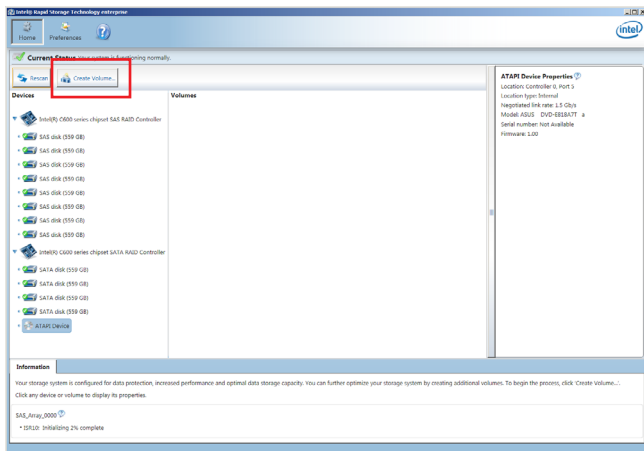 Intel® Rapid Storage Technology enterprise
Home
Preferences
intel
Current Status Your system is functioning normally.
Rescan
Create Volume...
Devices
Volumes
Intel(R) C600 series chipset SAS RAID Controller
SAS disk (559 GB)
SAS disk (559 GB)
SAS disk (559 GB)
SAS disk (559 GB)
SAS disk (559 GB)
SAS disk (559 GB)
SAS disk (559 GB)
SAS disk (559 GB)
Intel(R) C600 series chipset SATA RAID Controller
SATA disk (559 GB)
SATA disk (559 GB)
SATA disk (559 GB)
SATA disk (559 GB)
ATAPI Device
ATAPI Device Properties
Location: Controller 0, Port 5
Location type: Internal
Negotiated link rate: 1.5 Gb/s
Model: ASUS DVD-E818A7T a
Serial number: Not Available
Firmware: 1.00
Information
Your storage system is configured for data protection, increased performance and optimal data storage capacity. You can further optimize your storage system by creating additional volumes. To begin the process, click 'Create Volume...'.
Click any device or volume to display its properties.
SAS_Array_0000
• ISR10: Initializing 2% complete